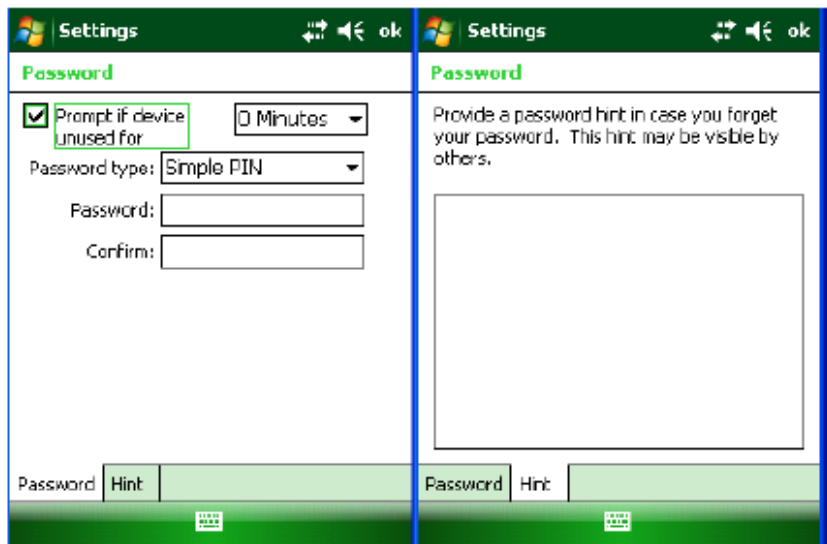 Settings ok
Password
Prompt if device
unused for
0 Minutes
Password type: Simple PIN
Password:
Confirm:
Password Hint
Settings ok
Password
Provide a password hint in case you forget
your password. This hint may be visible by
others.
Password Hint